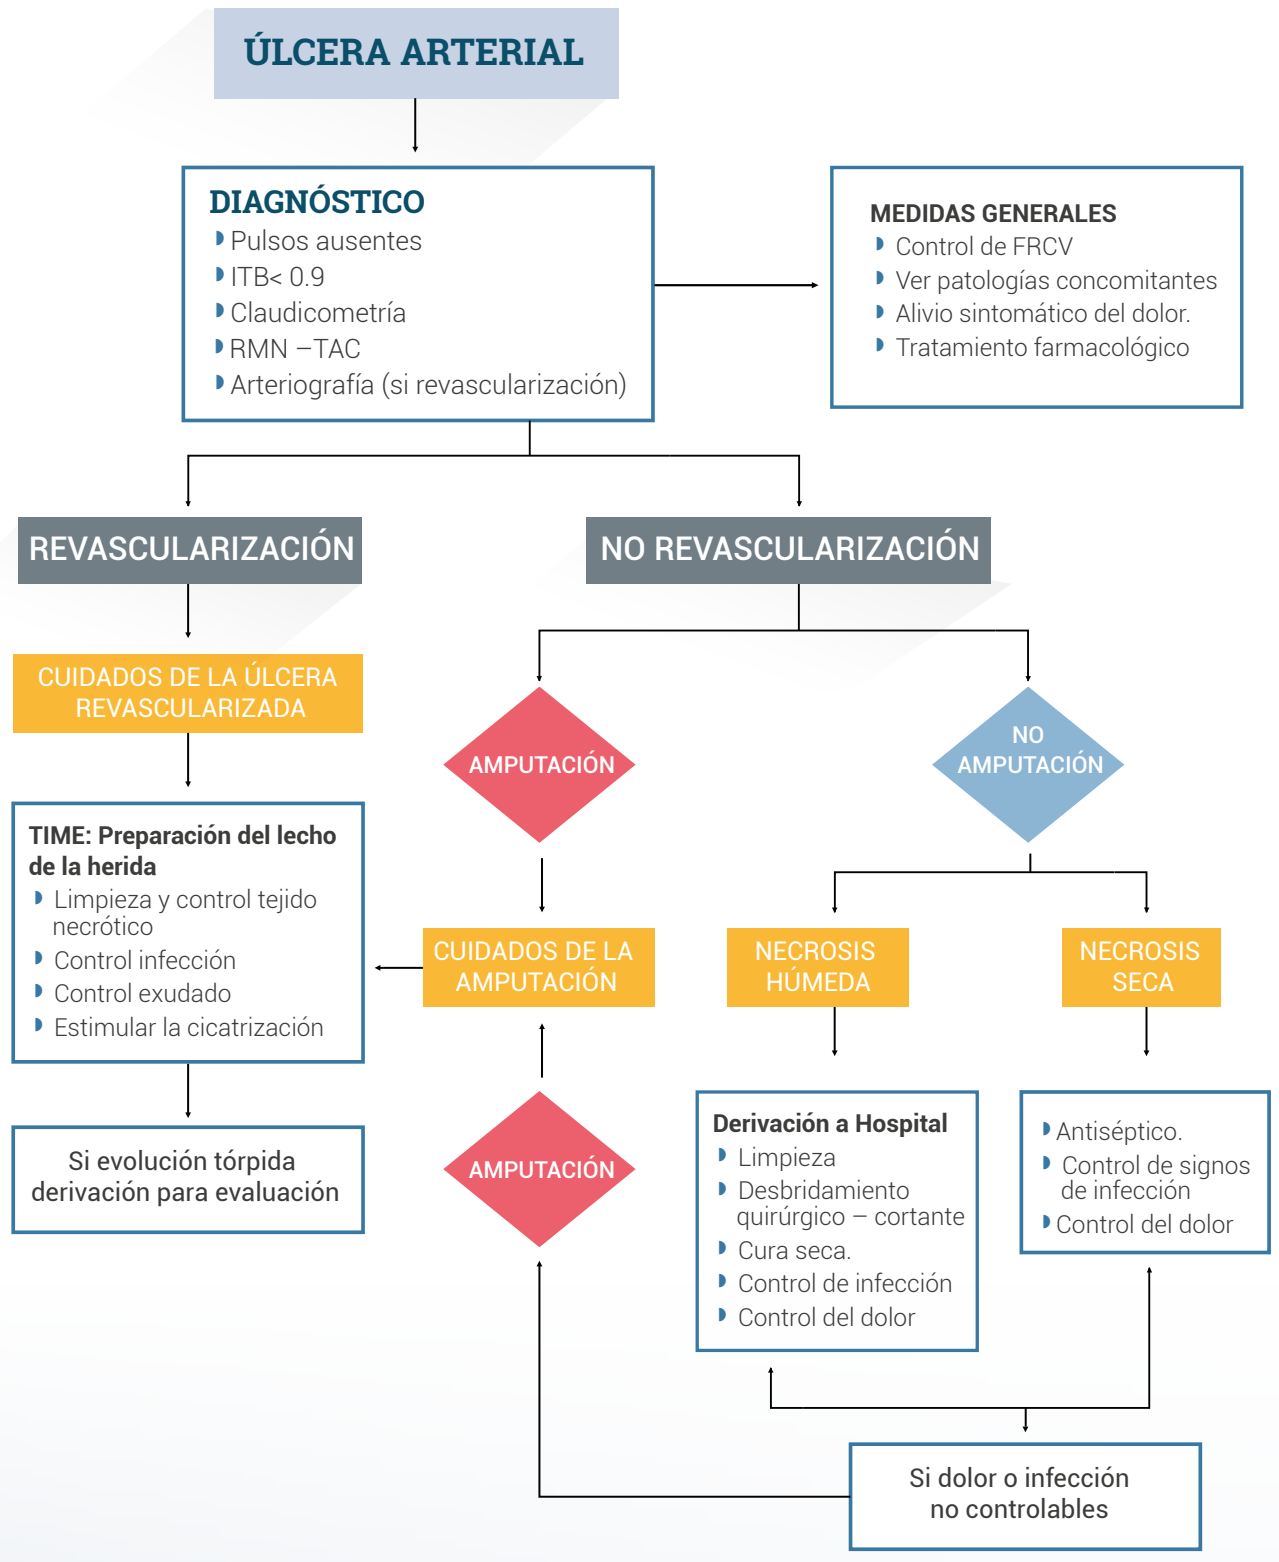 ÚLCERA ARTERIAL
DIAGNÓSTICO
Pulsos ausentes
ITB< 0.9
Claudicometría
RMN –TAC
Arteriografía (si revascularización)
MEDIDAS GENERALES
Control de FRCV
Ver patologías concomitantes
Alivio sintomático del dolor.
Tratamiento farmacológico
REVASCULARIZACIÓN
NO REVASCULARIZACIÓN
CUIDADOS DE LA ÚLCERA
REVASCULARIZADA
AMPUTACIÓN
NO
AMPUTACIÓN
TIME: Preparación del lecho
de la herida
Limpieza y control tejido
necrótico
Control infección
Control exudado
Estimular la cicatrización
CUIDADOS DE LA
AMPUTACIÓN
NECROSIS
HÚMEDA
NECROSIS
SECA
Si evolución tórpida
derivación para evaluación
AMPUTACIÓN
Derivación a Hospital
Limpieza
Desbridamiento
quirúrgico – cortante
Cura seca.
Control de infección
Control del dolor
Antiséptico.
Control de signos
de infección
Control del dolor
Si dolor o infección
no controlables